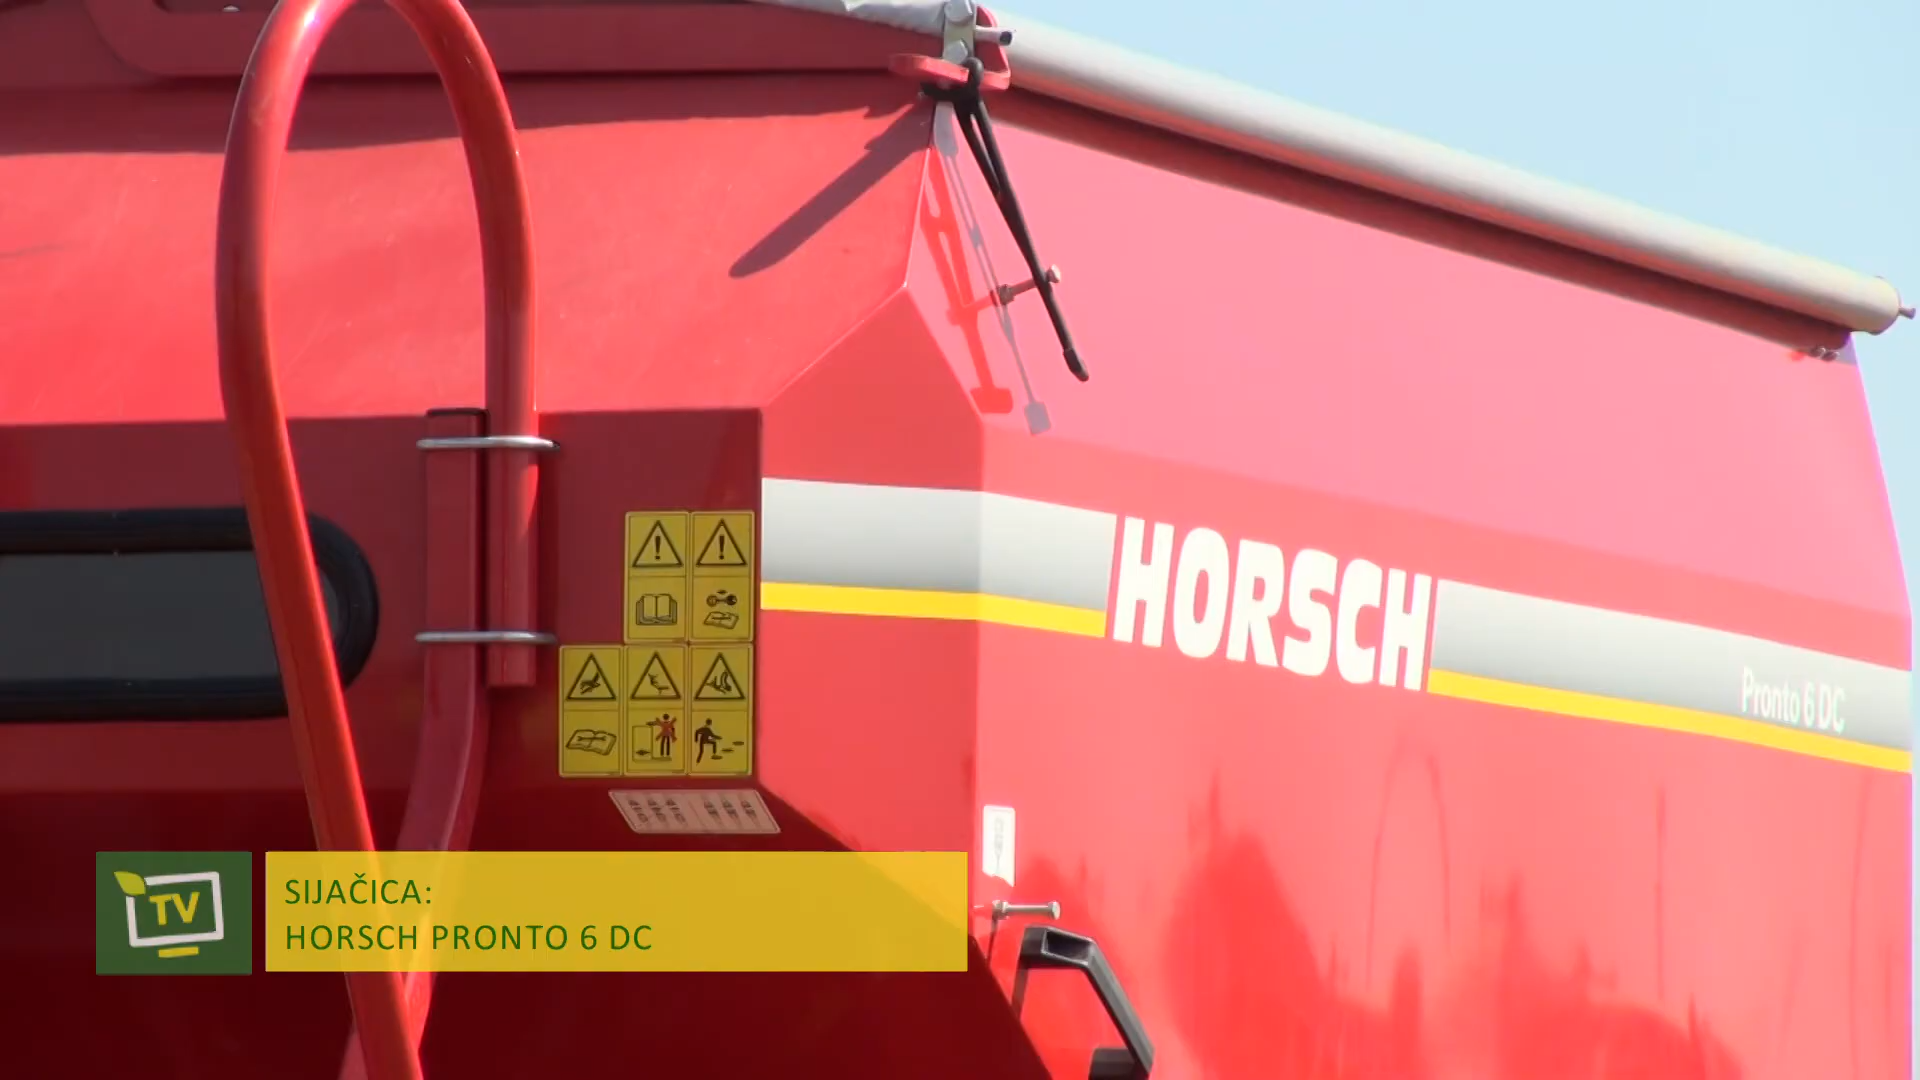 HORSCH
Pronto 6 DC
TV
SIJAČICA:
HORSCH PRONTO 6 DC